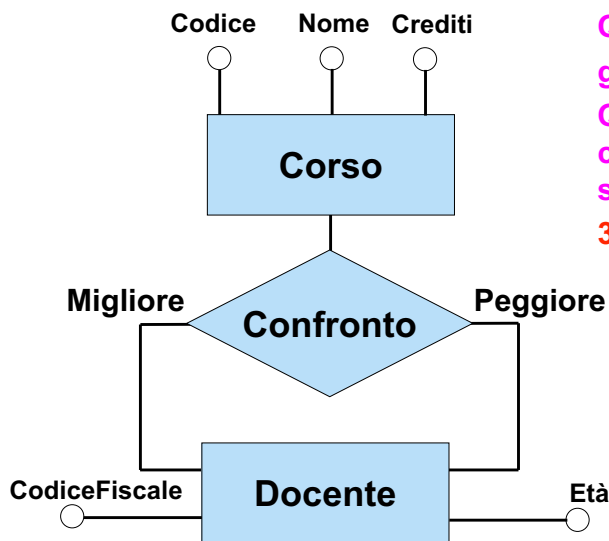 Codice Nome Crediti
Corso
Migliore Peggiore
Confronto
CodiceFiscale Docente Età